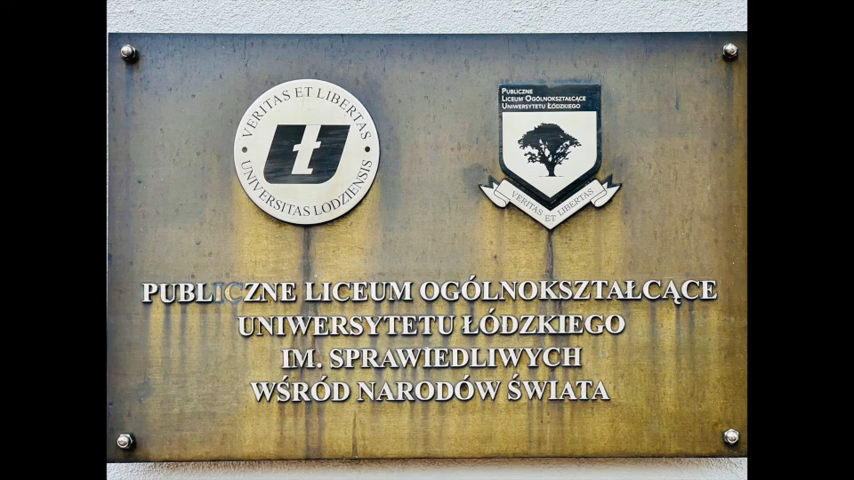 VERITAS ET LIBERTAS
UNIVERSITAS LODZIENSIS
PUBLICZNE
LICEUM OGÓLNOKSZTAŁCĄCE
UNIWERSYTETU ŁÓDZKIEGO
VERITAS ET LIBERTAS
PUBLICZNE LICEUM OGÓLNOKSZTAŁCĄCE
UNIWERSYTETU ŁÓDZKIEGO
IM. SPRAWIEDLIWYCH
WŚRÓD NARODÓW ŚWIATA